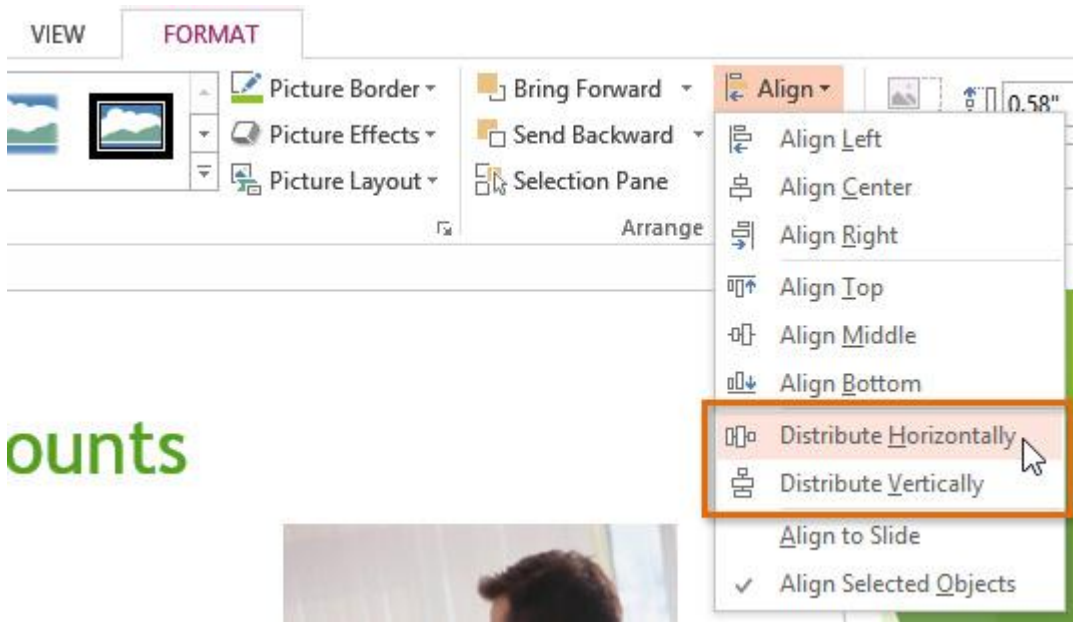 VIEW
FORMAT
Picture Border
Picture Effects
Picture Layout
Bring Forward
Send Backward
Selection Pane
Arrange
Align
0.58"
Align Left
Align Center
Align Right
Align Top
Align Middle
Align Bottom
Distribute Horizontally
Distribute Vertically
Align to Slide
Align Selected Objects
ounts